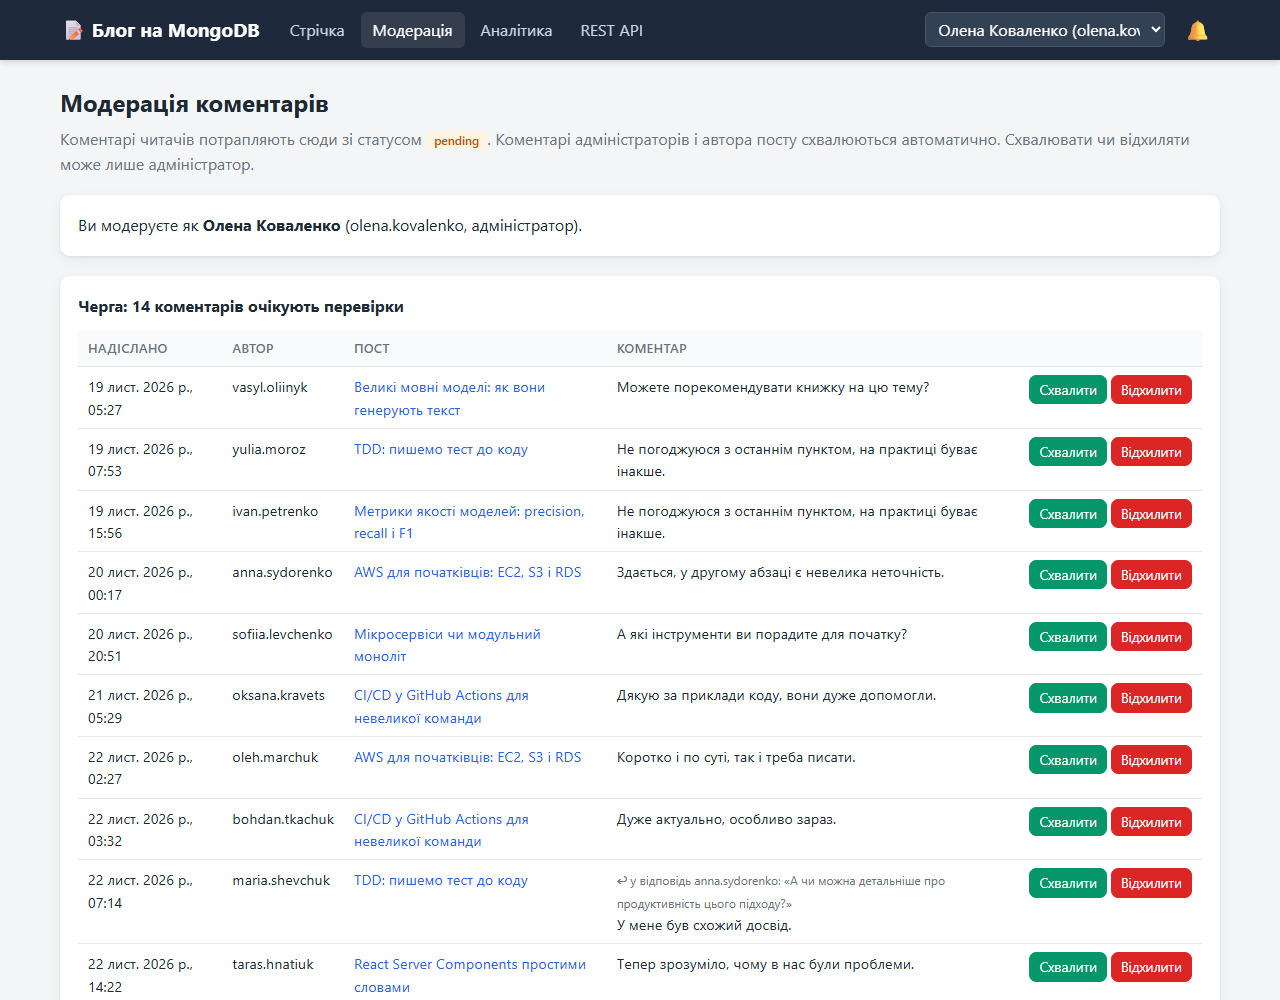 Блог на MongoDB Стрічка Модерація Аналітика REST API Олена Коваленко (olena.kov
Модерація коментарів
Коментарі читачів потрапляють сюди зі статусом pending . Коментарі адміністраторів і автора посту схвалюються автоматично. Схвалювати чи відхиляти
може лише адміністратор.
Ви модеруєте як Олена Коваленко (olena.kovalenko, адміністратор).
Черга: 14 коментарів очікують перевірки
НАДІСЛАНО АВТОР ПОСТ КОМЕНТАР
19 лист. 2026 р., vasyl.oliinyk Великі мовні моделі: як вони Можете порекомендувати книжку на цю тему? Схвалити Відхилити
05:27 генерують текст
19 лист. 2026 р., yulia.moroz TDD: пишемо тест до коду Не погоджуюся з останнім пунктом, на практиці буває Схвалити Відхилити
07:53 інакше.
19 лист. 2026 р., ivan.petrenko Метрики якості моделей: precision, Не погоджуюся з останнім пунктом, на практиці буває Схвалити Відхилити
15:56 recall і F1 інакше.
20 лист. 2026 р., anna.sydorenko AWS для початківців: EC2, S3 і RDS Здається, у другому абзаці є невелика неточність. Схвалити Відхилити
00:17
20 лист. 2026 р., sofiia.levchenko Мікросервіси чи модульний А які інструменти ви порадите для початку? Схвалити Відхилити
20:51 моноліт
21 лист. 2026 р., oksana.kravets CI/CD у GitHub Actions для Дякую за приклади коду, вони дуже допомогли. Схвалити Відхилити
05:29 невеликої команди
22 лист. 2026 р., oleh.marchuk AWS для початківців: EC2, S3 і RDS Коротко і по суті, так і треба писати. Схвалити Відхилити
02:27
22 лист. 2026 р., bohdan.tkachuk CI/CD у GitHub Actions для Дуже актуально, особливо зараз. Схвалити Відхилити
03:32 невеликої команди
22 лист. 2026 р., maria.shevchuk TDD: пишемо тест до коду ↩ у відповідь anna.sydorenko: «А чи можна детальніше про Схвалити Відхилити
07:14 продуктивність цього підходу?»
У мене був схожий досвід.
22 лист. 2026 р., taras.hnatiuk React Server Components простими Тепер зрозуміло, чому в нас були проблеми. Схвалити Відхилити
14:22 словами